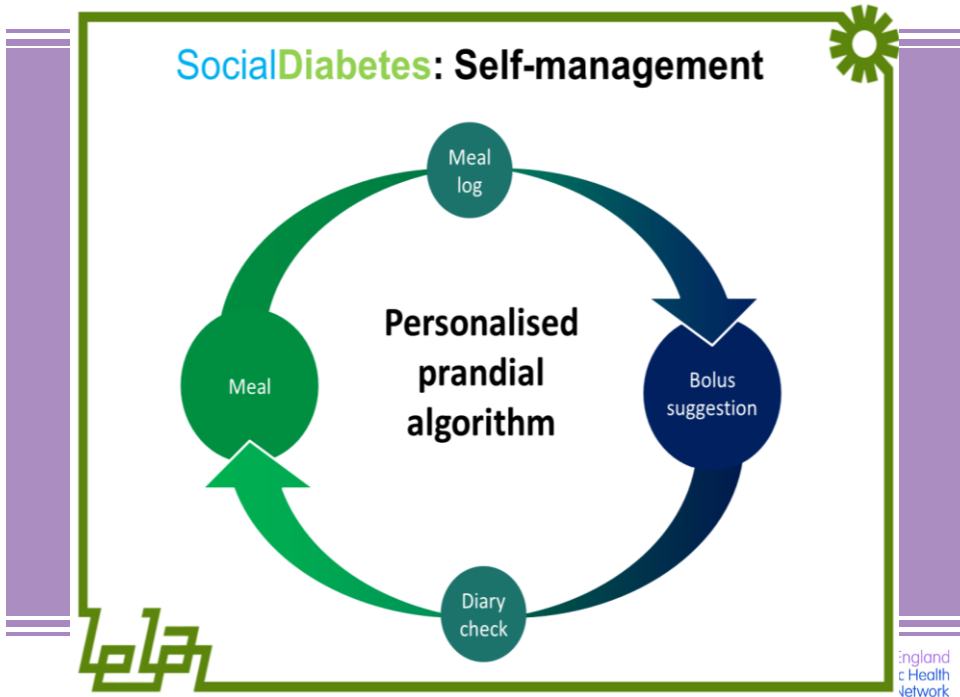 SocialDiabetes: Self-management
Meal
log
Personalised
prandial
algorithm
Meal
Bolus
suggestion
Diary
check
England
c Health
Network